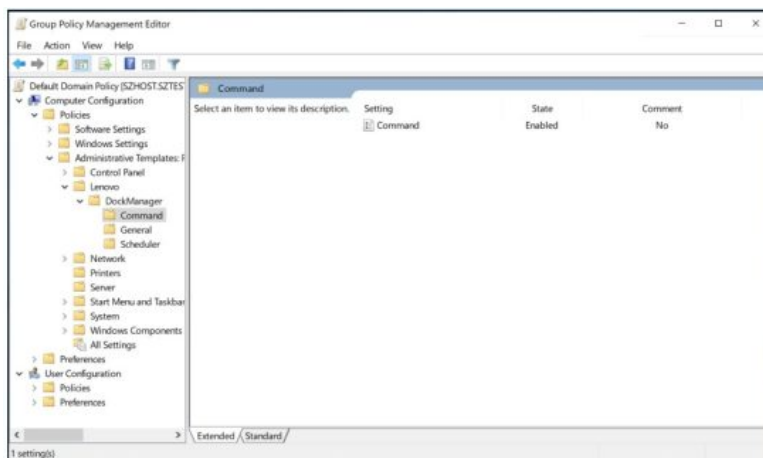 Group Policy Management Editor
File Action View Help
Default Domain Policy [SZHOST.SZTES
Computer Configuration
Policies
Software Settings
Windows Settings
Administrative Templates: F
Control Panel
Lenovo
DockManager
Command
General
Scheduler
Network
Printers
Server
Start Menu and Taskbar
System
Windows Components
All Settings
Preferences
User Configuration
Policies
Preferences
Command
Select an item to view its description.
Setting State Comment
Command Enabled No
Extended Standard
1 setting(s)